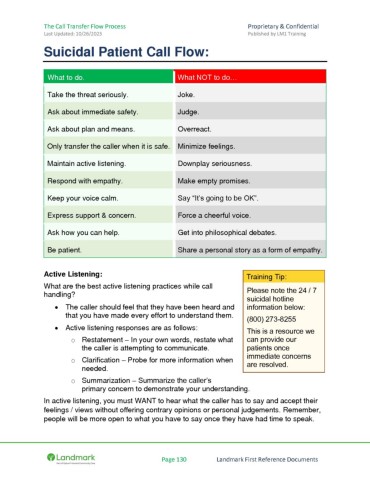 The Call Transfer Flow Process Proprietary & Confidential
Last Updated: 10/26/2023 Published by LM1 Training
Suicidal Patient Call Flow:
What to do. What NOT to do…
Take the threat seriously. Joke.
Ask about immediate safety. Judge.
Ask about plan and means. Overreact.
Only transfer the caller when it is safe. Minimize feelings.
Maintain active listening. Downplay seriousness.
Respond with empathy. Make empty promises.
Keep your voice calm. Say “It’s going to be OK”.
Express support & concern. Force a cheerful voice.
Ask how you can help. Get into philosophical debates.
Be patient. Share a personal story as a form of empathy.
Active Listening:
What are the best active listening practices while call
handling?
• The caller should feel that they have been heard and
that you have made every effort to understand them.
• Active listening responses are as follows:
o Restatement – In your own words, restate what
the caller is attempting to communicate.
o Clarification – Probe for more information when
needed.
o Summarization – Summarize the caller’s
primary concern to demonstrate your understanding.
Training Tip:
Please note the 24 / 7
suicidal hotline
information below:
(800) 273-8255
This is a resource we
can provide our
patients once
immediate concerns
are resolved.
In active listening, you must WANT to hear what the caller has to say and accept their
feelings / views without offering contrary opinions or personal judgements. Remember,
people will be more open to what you have to say once they have had time to speak.
Landmark Page 130 Landmark First Reference Documents